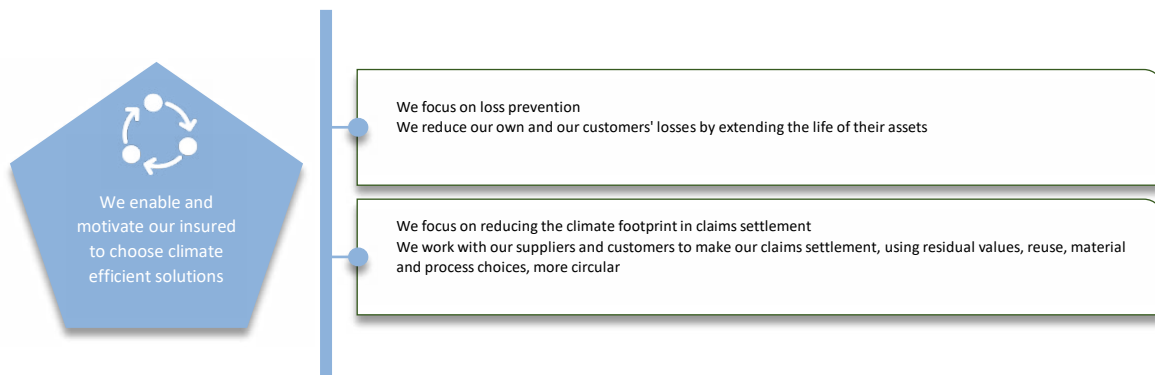 We enable and
motivate our insured
to choose climate
efficient solutions
We focus on loss prevention
We reduce our own and our customers' losses by extending the life of their assets
We focus on reducing the climate footprint in claims settlement
We work with our suppliers and customers to make our claims settlement, using residual values, reuse, material
and process choices, more circular